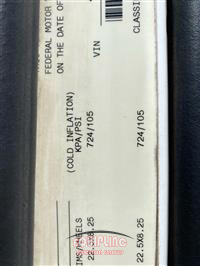 FEDERAL MOTOR
ON THE DATE OF
VIN
CLASSI
(COLD INFLATION)
KPA/PSI
724/105
724/105
22.5X8.25
22.5X8.25